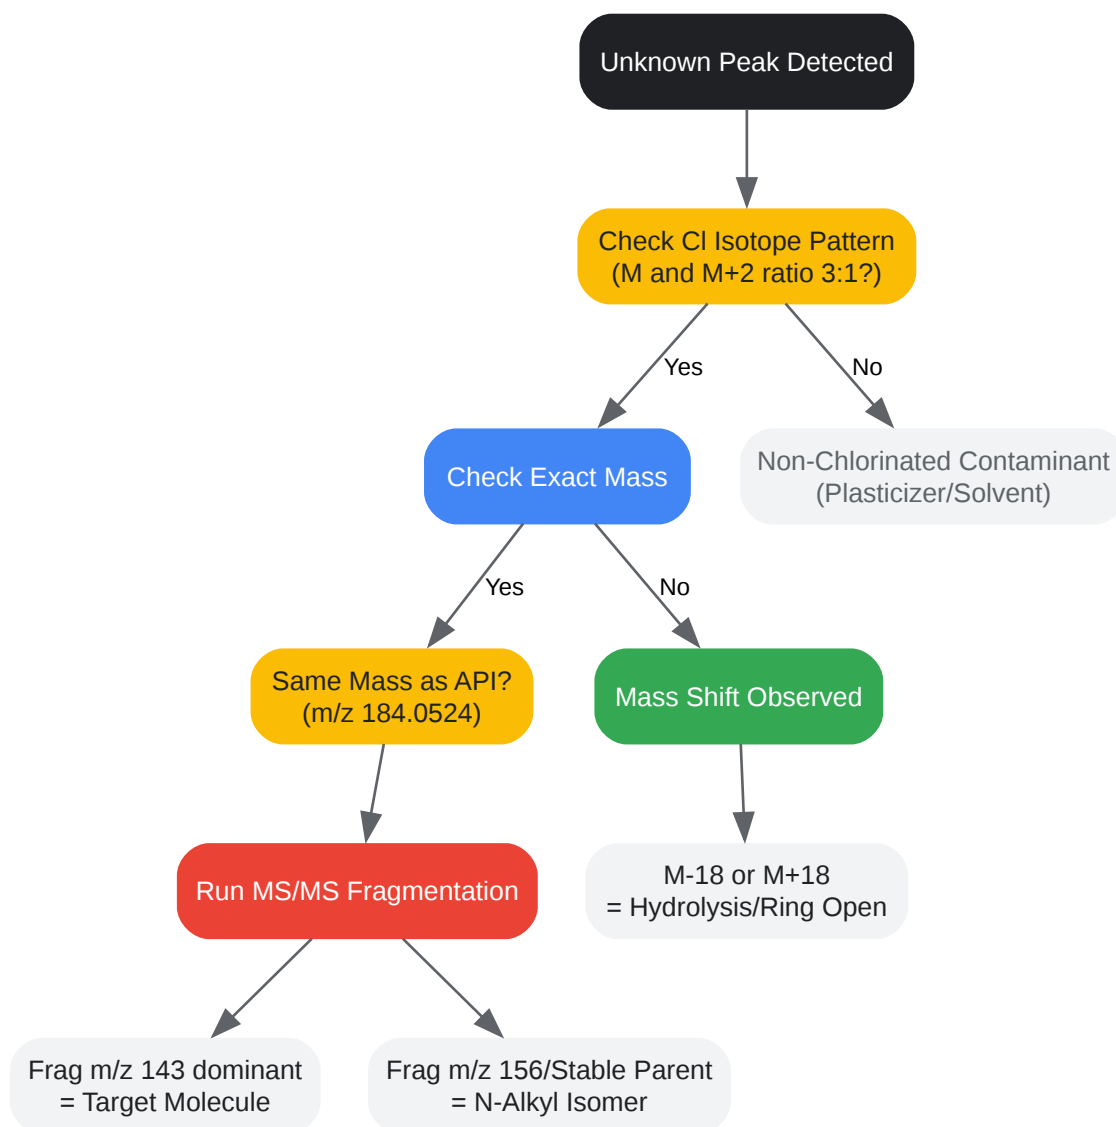 Unknown Peak Detected
Check Cl Isotope Pattern
(M and M+2 ratio 3:1?)
Yes
No
Check Exact Mass
Non-Chlorinated Contaminant
(Plasticizer/Solvent)
Yes
No
Same Mass as API?
(m/z 184.0524)
Mass Shift Observed
Run MS/MS Fragmentation
M-18 or M+18
= Hydrolysis/Ring Open
Frag m/z 143 dominant
= Target Molecule
Frag m/z 156/Stable Parent
= N-Alkyl Isomer